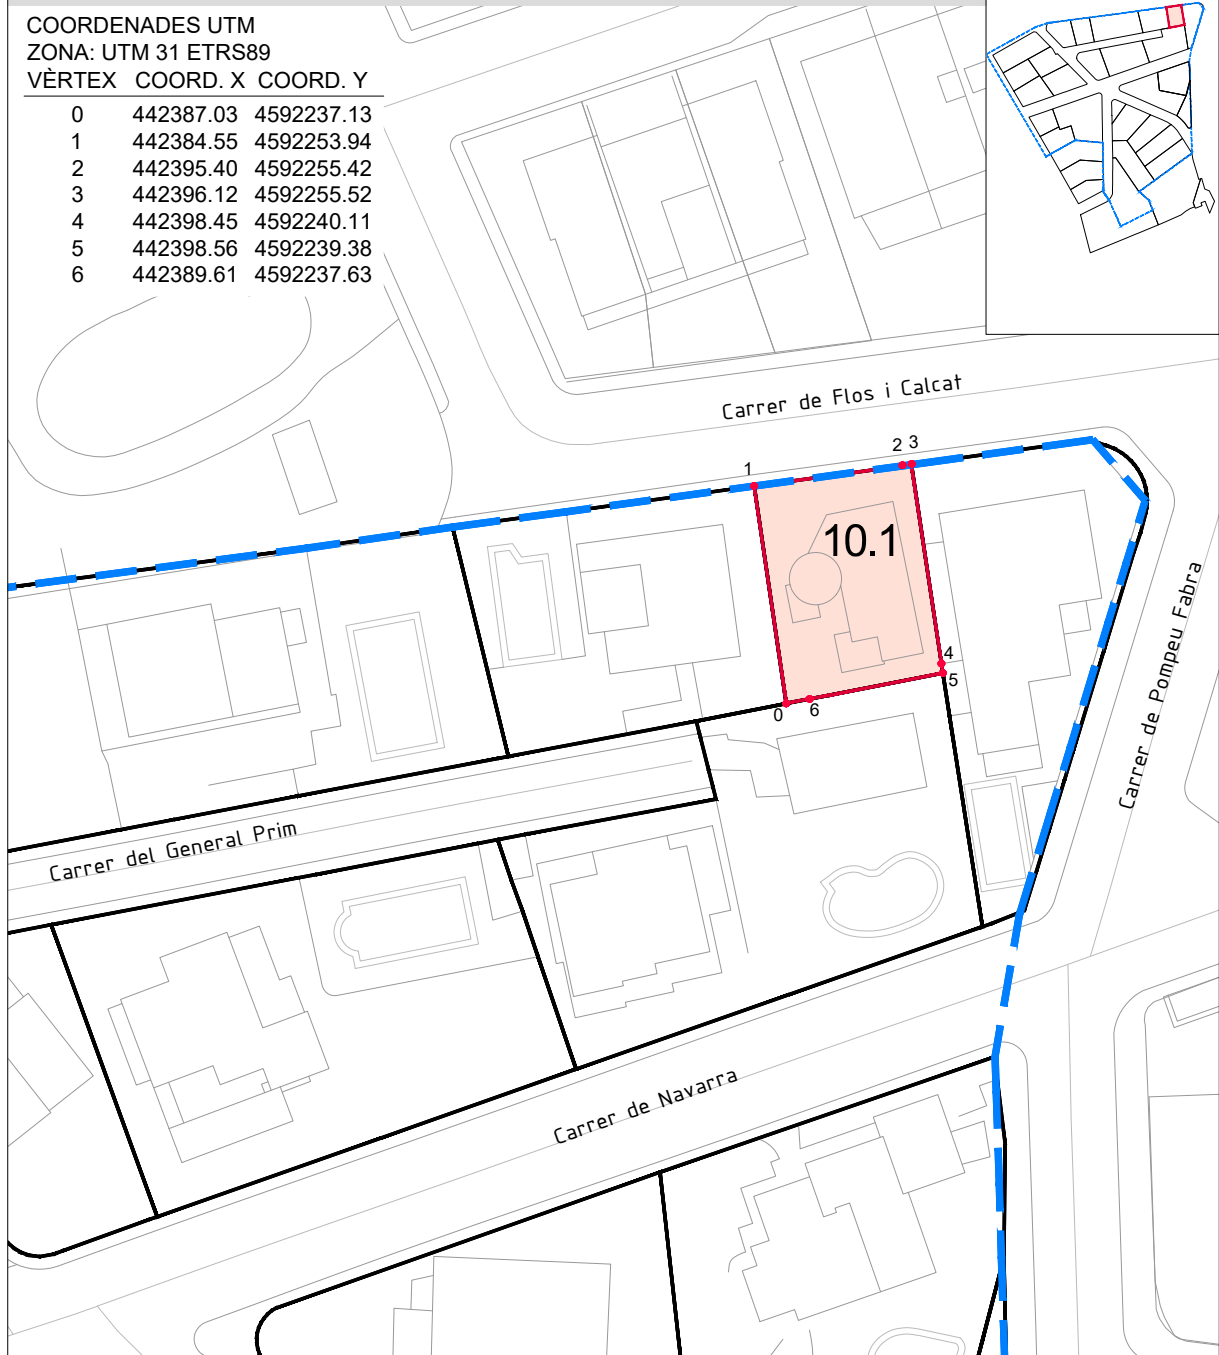 COORDENADES UTM
ZONA: UTM 31 ETRS89
VÈRTEX COORD. X COORD. Y
0 442387.03 4592237.13
1 442384.55 4592253.94
2 442395.40 4592255.42
3 442396.12 4592255.52
4 442398.45 4592240.11
5 442398.56 4592239.38
6 442389.61 4592237.63
Carrer de Flos i Calcat
2 3
1
10.1
4
5
6
0
Carrer de Pompeu Fabra
Carrer del General Prim
Carrer de Navarra